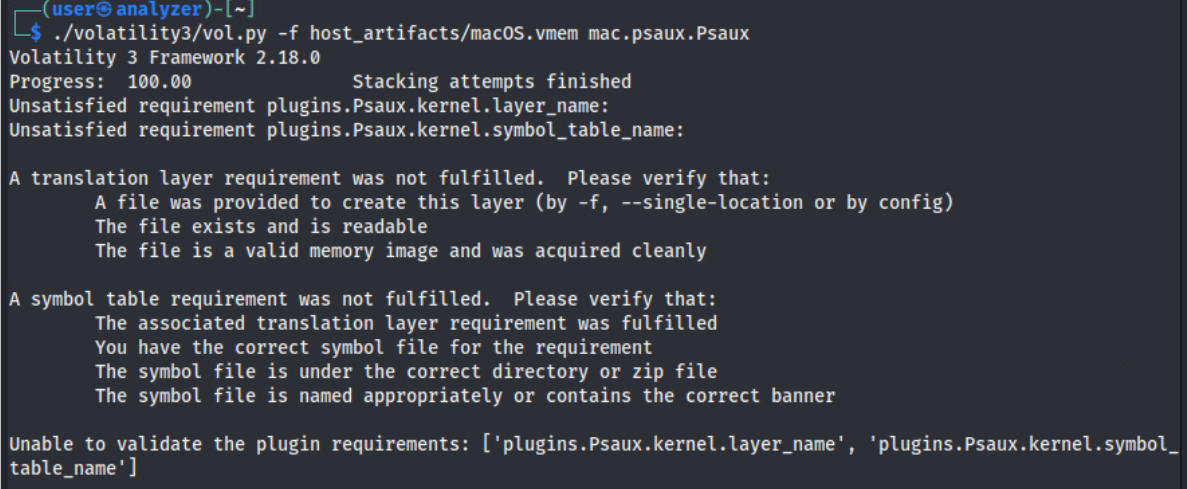 ┌──(user㉿analyzer)-[~]
└─$ ./volatility3/vol.py -f host_artifacts/macOS.vmem mac.psaux.Psaux
Volatility 3 Framework 2.18.0
Progress:  100.00               Stacking attempts finished
Unsatisfied requirement plugins.Psaux.kernel.layer_name:
Unsatisfied requirement plugins.Psaux.kernel.symbol_table_name:

A translation layer requirement was not fulfilled.  Please verify that:
        A file was provided to create this layer (by -f, --single-location or by config)
        The file exists and is readable
        The file is a valid memory image and was acquired cleanly

A symbol table requirement was not fulfilled.  Please verify that:
        The associated translation layer requirement was fulfilled
        You have the correct symbol file for the requirement
        The symbol file is under the correct directory or zip file
        The symbol file is named appropriately or contains the correct banner

Unable to validate the plugin requirements: ['plugins.Psaux.kernel.layer_name', 'plugins.Psaux.kernel.symbol_
table_name']